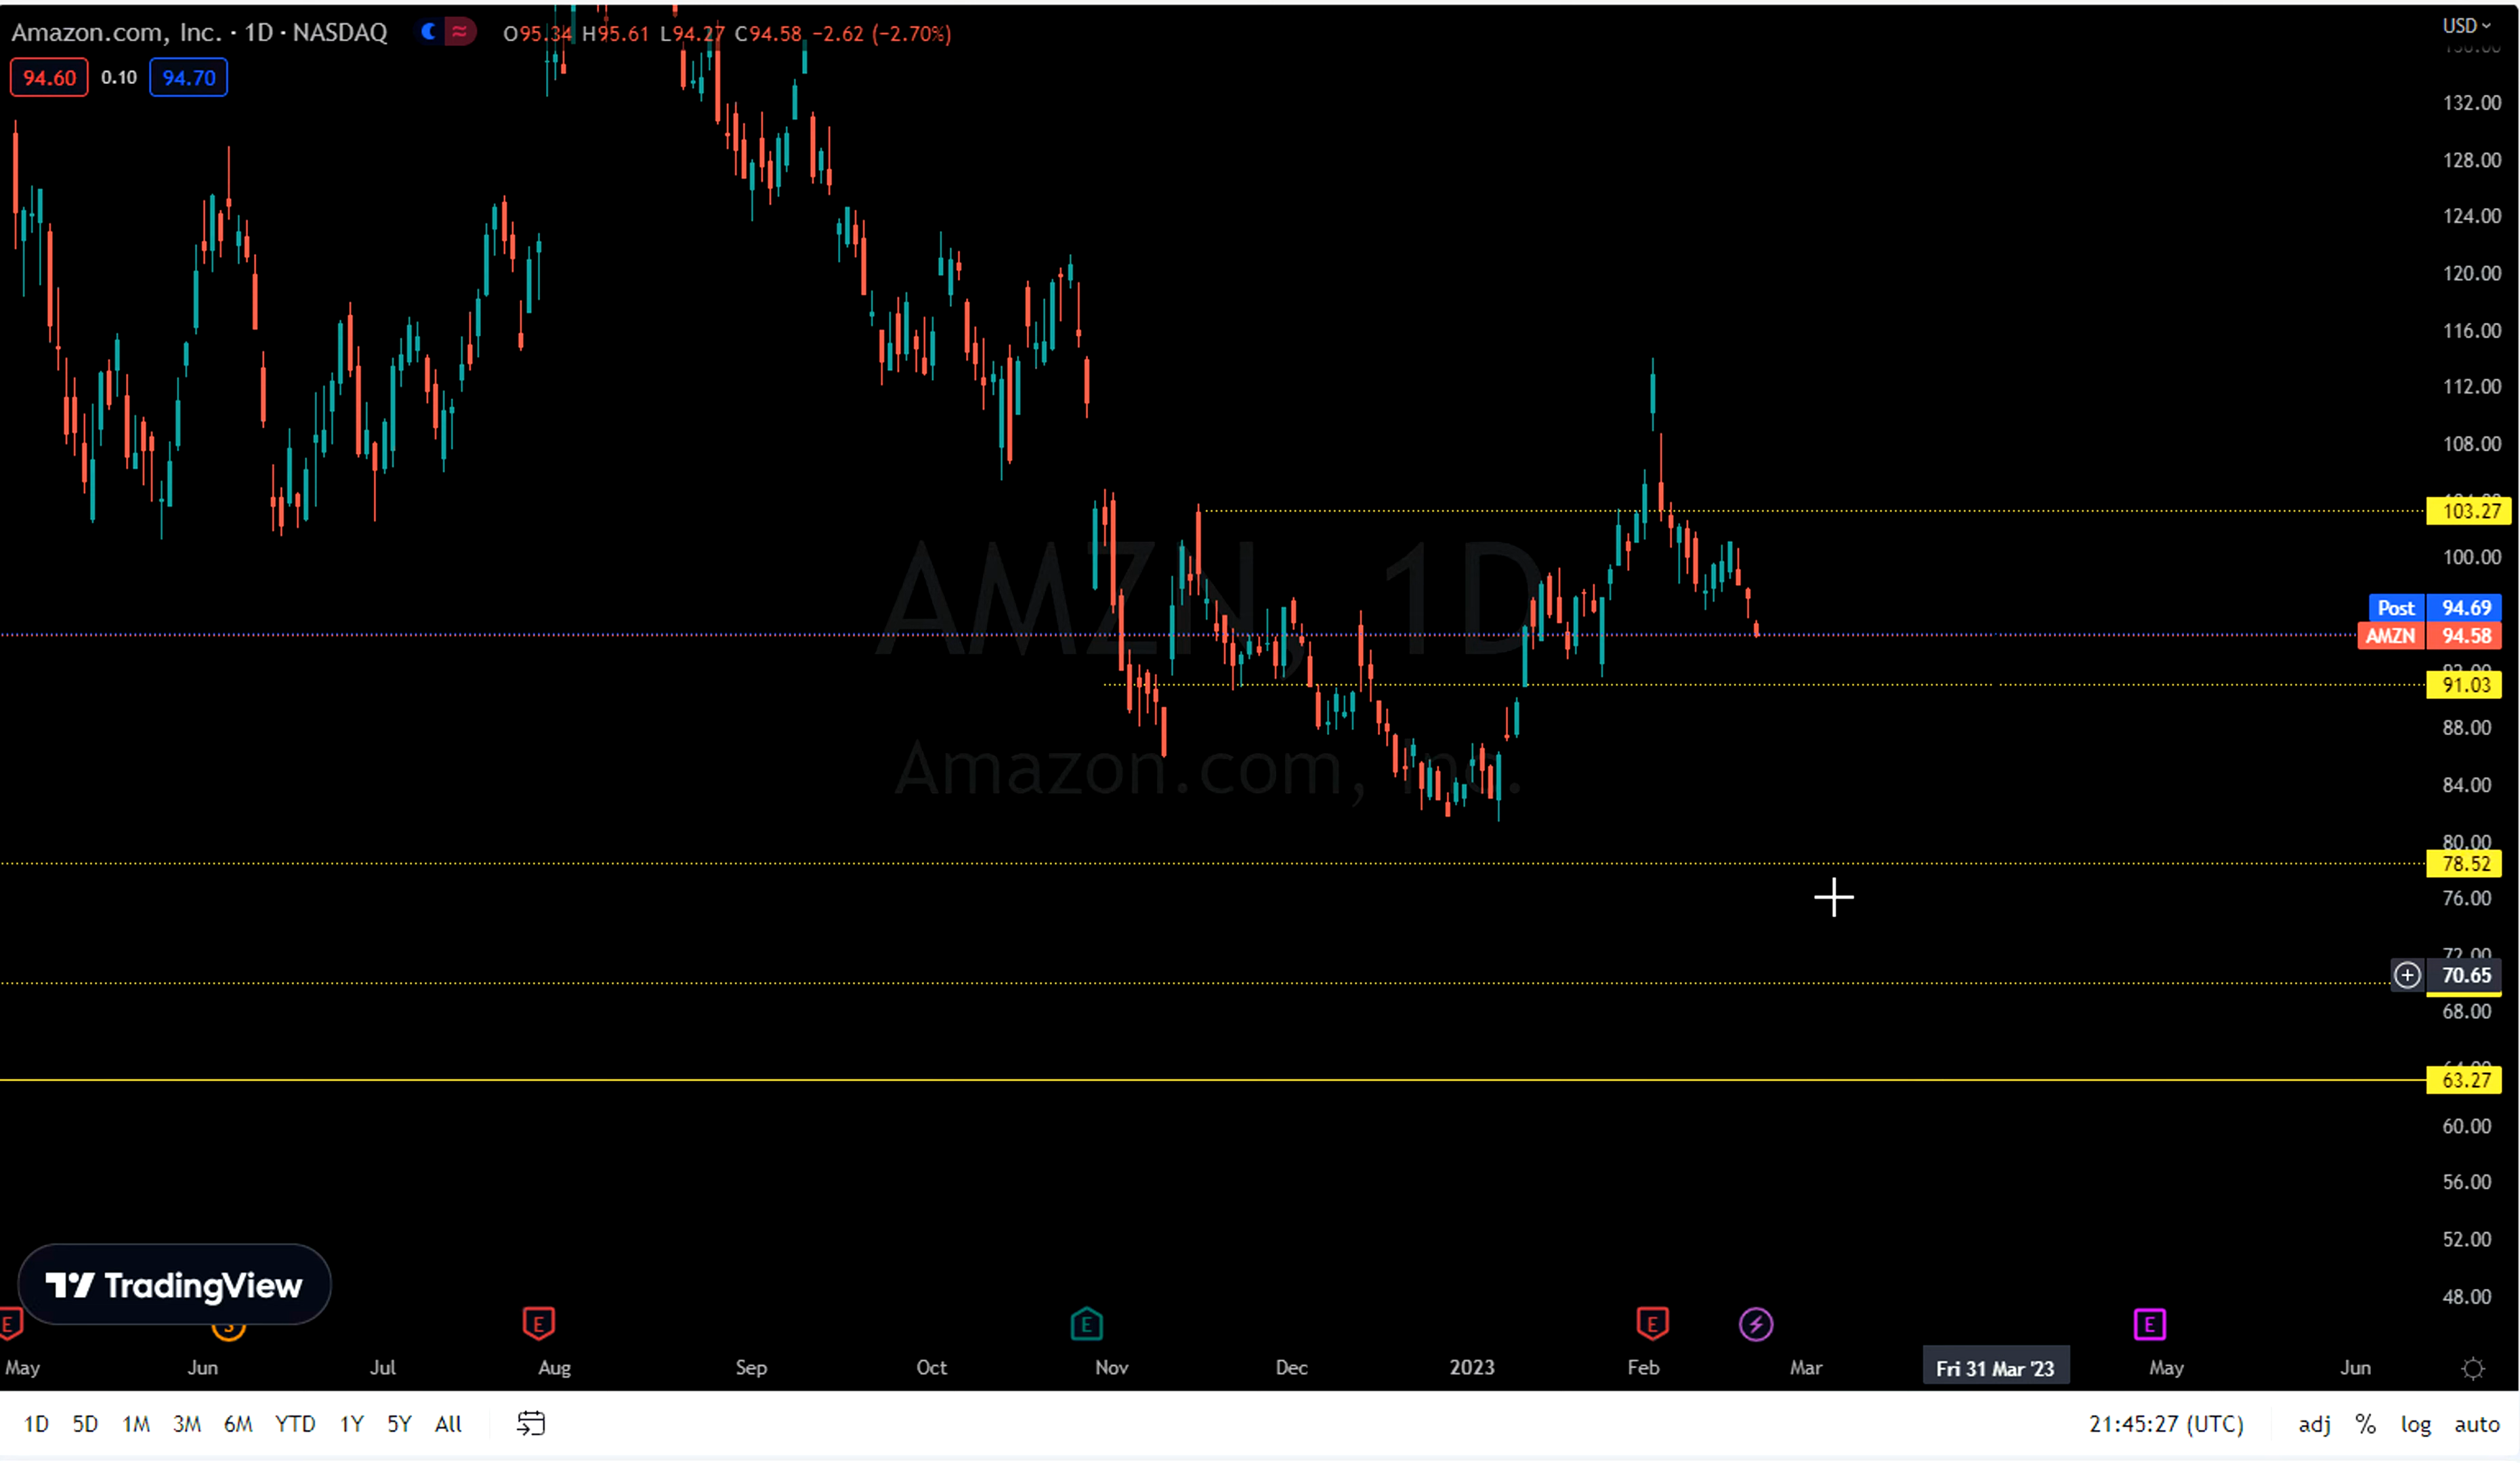 Amazon.com, Inc. · 1D · NASDAQ
O95.34 H95.61 L94.27 C94.58 −2.62 (−2.70%)
USD
94.60 0.10 94.70
132.00
128.00
124.00
120.00
116.00
112.00
108.00
103.27
100.00
Post 94.69
AMZN 94.58
91.03
88.00
84.00
80.00
78.52
76.00
72.00
70.65
68.00
63.27
60.00
56.00
52.00
48.00
AMZN, 1D
Amazon.com, Inc.
TradingView
E E E E E
May Jun Jul Aug Sep Oct Nov Dec 2023 Feb Mar Fri 31 Mar '23 May Jun
1D 5D 1M 3M 6M YTD 1Y 5Y All
21:45:27 (UTC) adj % log auto